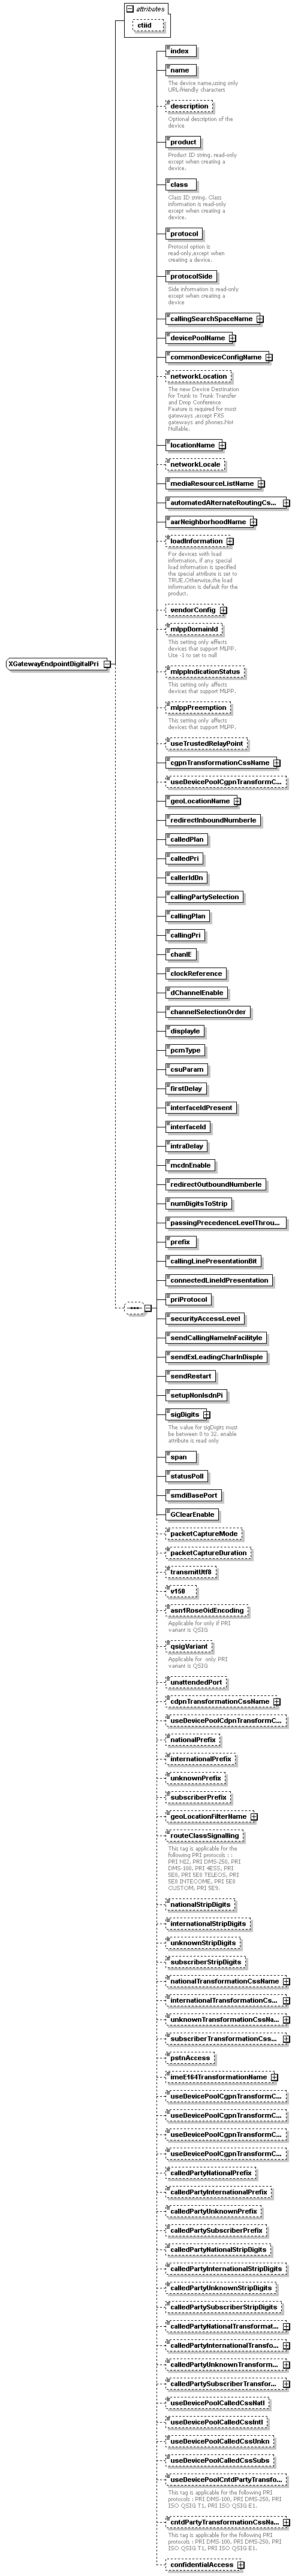 attributes
ctiid
index
name
The device name,using only
URL-friendly characters
description
Optional description of the
device
product
Product ID string. read-only
except when creating a
device.
class
Class ID string. Class
information is read-only
except when creating a
device.
protocol
Protocol option is
read-only,except when
creating a device.
protocolSide
Side information is read-only
except when creating a
device
callingSearchSpaceName
devicePoolName
commonDeviceConfigName
networkLocation
The new Device Destination
for Trunk to Trunk Transfer
and Drop Conference
Feature is required for most
gateways ,except FXS
gateways and phones.Not
Nullable.
locationName
networkLocale
mediaResourceListName
automatedAlternateRoutingCs...
aarNeighborhoodName
loadInformation
For devices with load
information, if any special
load information is specified
the special attribute is set to
TRUE.Otherwise,the load
information is default for the
product.
vendorConfig
mlppDomainId
This setting only affects
devices that support MLPP.
Use -1 to set to null
mlppIndicationStatus
This setting only affects
devices that support MLPP.
mlppPreemption
This setting only affects
devices that support MLPP.
XGatewayEndpointDigitalPri
useTrustedRelayPoint
cgpnTransformationCssName
useDevicePoolCgpnTransformC...
geoLocationName
redirectInboundNumberIe
calledPlan
calledPri
callerIdDn
callingPartySelection
callingPlan
callingPri
chanIE
clockReference
dChannelEnable
channelSelectionOrder
displayIe
pcmType
csuParam
firstDelay
interfaceIdPresent
interfaceId
intraDelay
mcdnEnable
redirectOutboundNumberIe
numDigitsToStrip
passingPrecedenceLevelThrou...
prefix
callingLinePresentationBit
connectedLineIdPresentation
priProtocol
securityAccessLevel
sendCallingNameInFacilityIe
sendExLeadingCharInDispIe
sendRestart
setupNonIsdnPi
sigDigits
The value for sigDigits must
be between 0 to 32. enable
attribute is read only
span
statusPoll
smdiBasePort
GClearEnable
packetCaptureMode
packetCaptureDuration
transmitUtf8
v150
asn1RoseOidEncoding
Applicable for only if PRI
variant is QSIG
qsigVariant
Applicable for only PRI
variant is QSIG
unattendedPort
cdpnTransformationCssName
useDevicePoolCdpnTransformC...
nationalPrefix
internationalPrefix
unknownPrefix
subscriberPrefix
geoLocationFilterName
routeClassSignalling
This tag is applicable for the
following PRI protocols : :
PRI NI2, PRI DMS-250, PRI
DMS-100, PRI 4ESS, PRI
5E8, PRI 5E8 TELEOS, PRI
5E8 INTECOME, PRI 5E8
CUSTOM, PRI 5E9.
nationalStripDigits
internationalStripDigits
unknownStripDigits
subscriberStripDigits
nationalTransformationCssName
internationalTransformationCs...
unknownTransformationCssNa...
subscriberTransformationCss...
pstnAccess
imeE164TransformationName
useDevicePoolCgpnTransformC...
useDevicePoolCgpnTransformC...
useDevicePoolCgpnTransformC...
useDevicePoolCgpnTransformC...
calledPartyNationalPrefix
calledPartyInternationalPrefix
calledPartyUnknownPrefix
calledPartySubscriberPrefix
calledPartyNationalStripDigits
calledPartyInternationalStripDigits
calledPartyUnknownStripDigits
calledPartySubscriberStripDigits
calledPartyNationalTransformat...
calledPartyInternationalTransfo...
calledPartyUnknownTransform...
calledPartySubscriberTransfor...
useDevicePoolCalledCssNatl
useDevicePoolCalledCssIntl
useDevicePoolCalledCssUnkn
useDevicePoolCalledCssSubs
useDevicePoolCntdPartyTransfo...
This tag is applicable for the following PRI
protocols : PRI DMS-100, PRI DMS-250, PRI
ISO QSIG T1, PRI ISO QSIG E1.
cntdPartyTransformationCssNa...
This tag is applicable for the following PRI
protocols : PRI DMS-100, PRI DMS-250, PRI
ISO QSIG T1, PRI ISO QSIG E1.
confidentialAccess